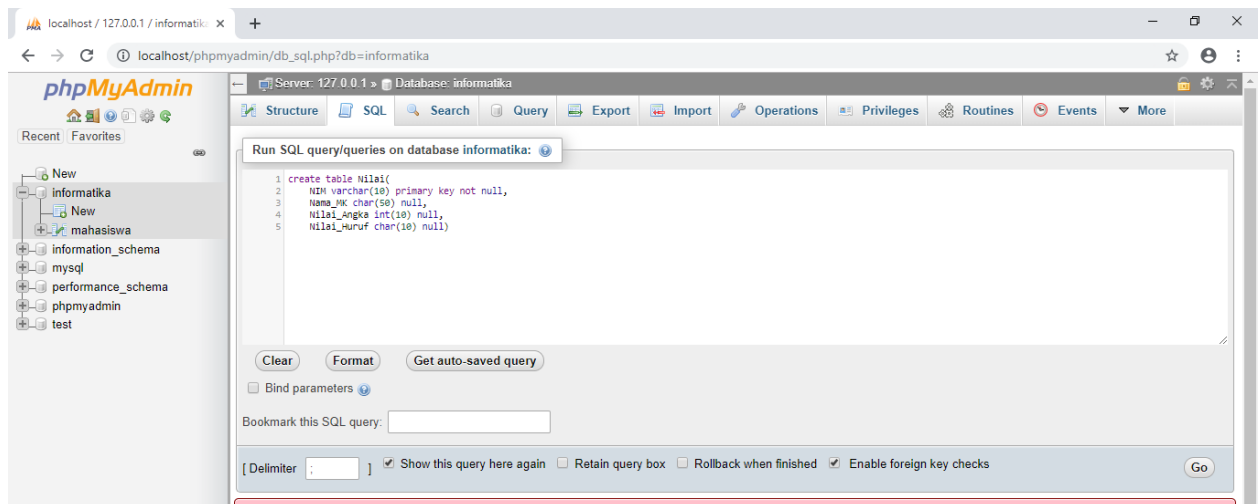 localhost / 127.0.0.1 / informatika
localhost/phpmyadmin/db_sql.php?db=informatika
phpMyAdmin
Recent Favorites
New
informatika
New
mahasiswa
information_schema
mysql
performance_schema
phpmyadmin
test
Server: 127.0.0.1 » Database: informatika
Structure SQL Search Query Export Import Operations Privileges Routines Events More
Run SQL query/queries on database informatika:
1 create table Nilai(
2 NIM varchar(10) primary key not null,
3 Nama_MK char(50) null,
4 Nilai_Angka int(10) null,
5 Nilai_Huruf char(10) null)
Clear Format Get auto-saved query
Bind parameters
Bookmark this SQL query:
[ Delimiter ; ] Show this query here again Retain query box Rollback when finished Enable foreign key checks Go